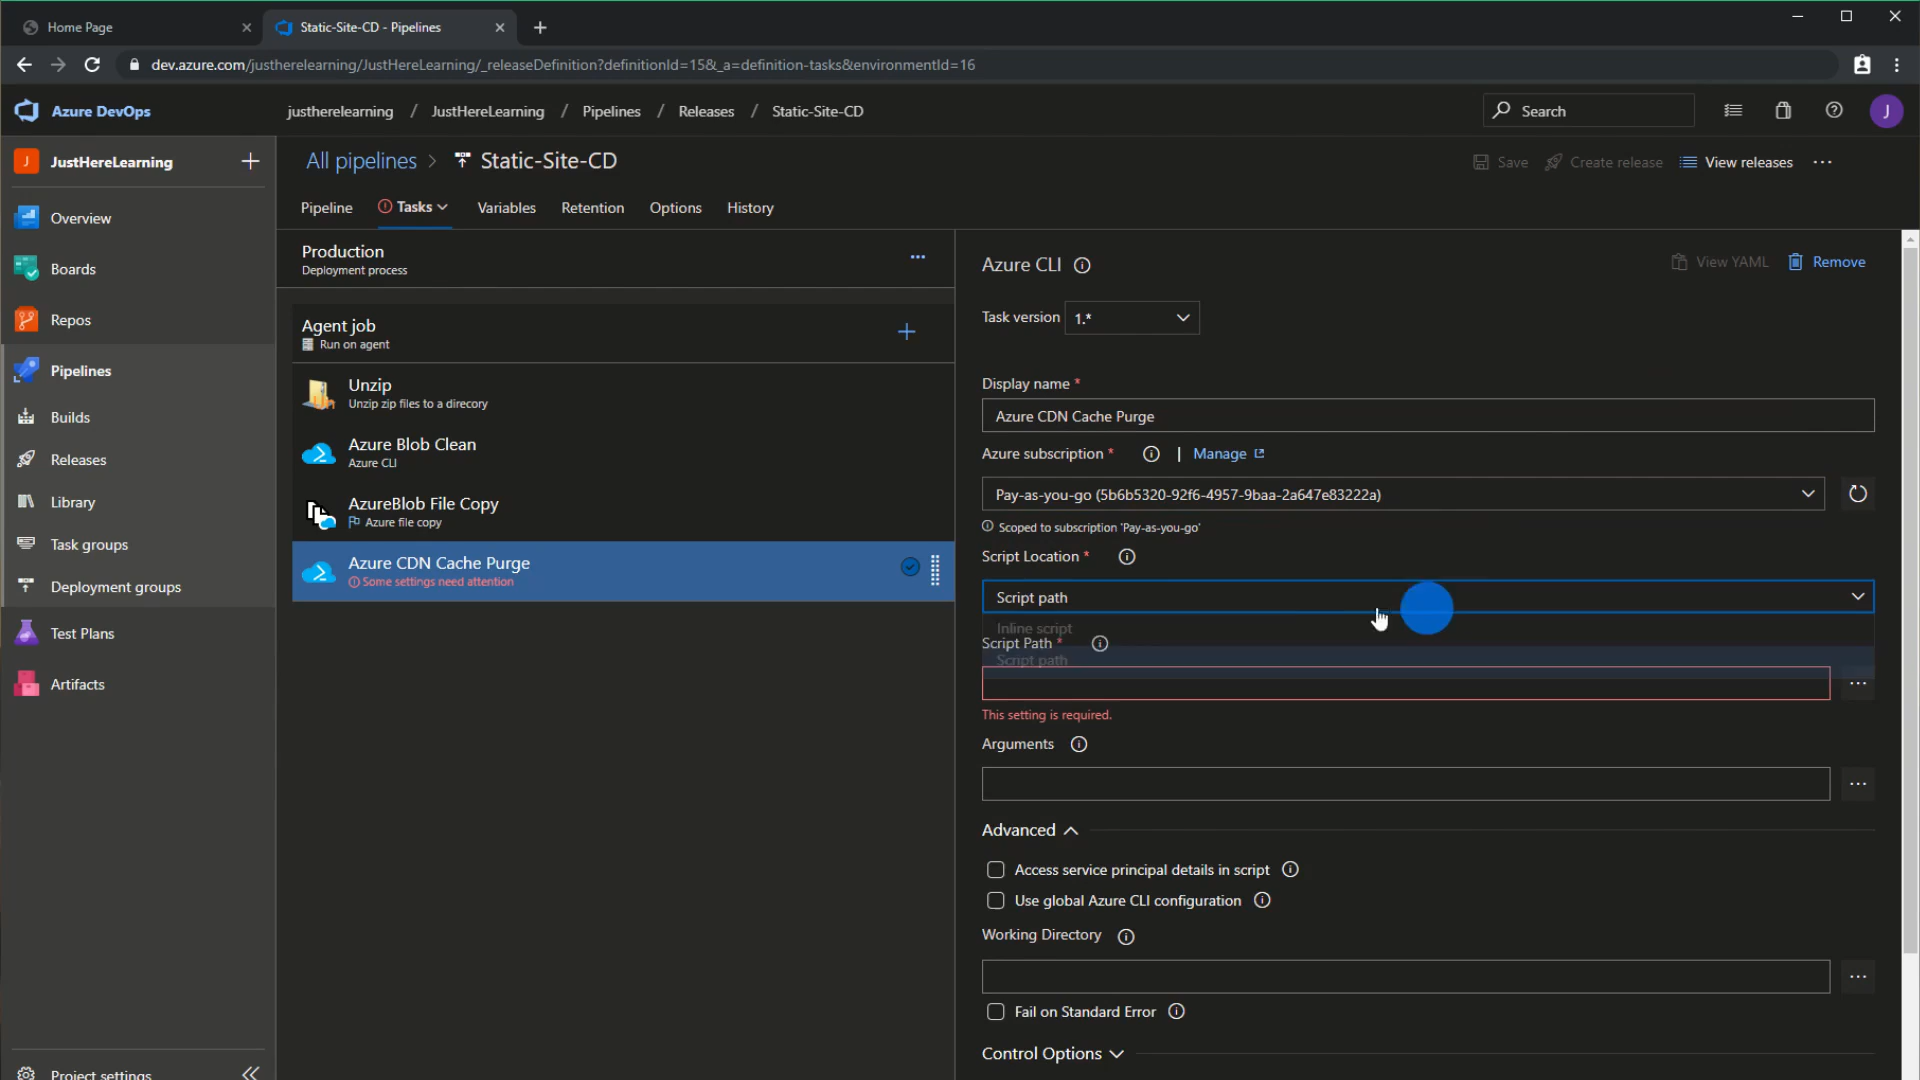 Home Page
Static-Site-CD - Pipelines
dev.azure.com/justherelearning/JustHereLearning/_releaseDefinition?definitionId=15&_a=definition-tasks&environmentId=16
Azure DevOps
justherelearning / JustHereLearning / Pipelines / Releases / Static-Site-CD
Search
J
J JustHereLearning
All pipelines > Static-Site-CD
Save
Create release
View releases
Overview
Pipeline
Tasks
Variables
Retention
Options
History
Boards
Repos
Pipelines
Builds
Releases
Library
Task groups
Deployment groups
Test Plans
Artifacts
Project settings
Production
Deployment process
Agent job
Run on agent
Unzip
Unzip zip files to a direcory
Azure Blob Clean
Azure CLI
AzureBlob File Copy
Azure file copy
Azure CDN Cache Purge
Some settings need attention
Azure CLI
View YAML
Remove
Task version 1.*
Display name *
Azure CDN Cache Purge
Azure subscription * | Manage
Pay-as-you-go (5b6b5320-92f6-4957-9baa-2a647e83222a)
Scoped to subscription 'Pay-as-you-go'
Script Location *
Script path
Inline script
Script Path *
Script path
This setting is required.
Arguments
Advanced
Access service principal details in script
Use global Azure CLI configuration
Working Directory
Fail on Standard Error
Control Options